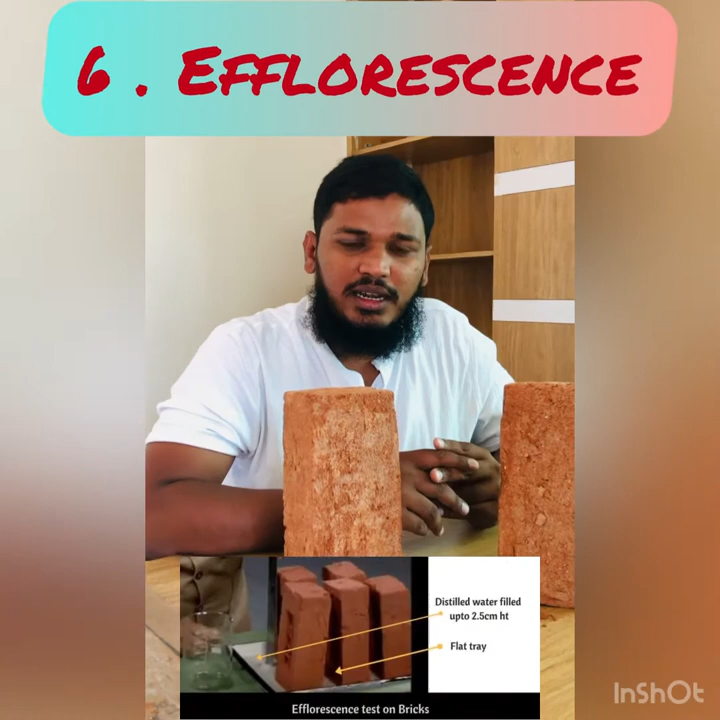 6 . EFFLORESCENCE
Distilled water filled
upto 2.5cm ht
Flat tray
Efflorescence test on Bricks
InShOt